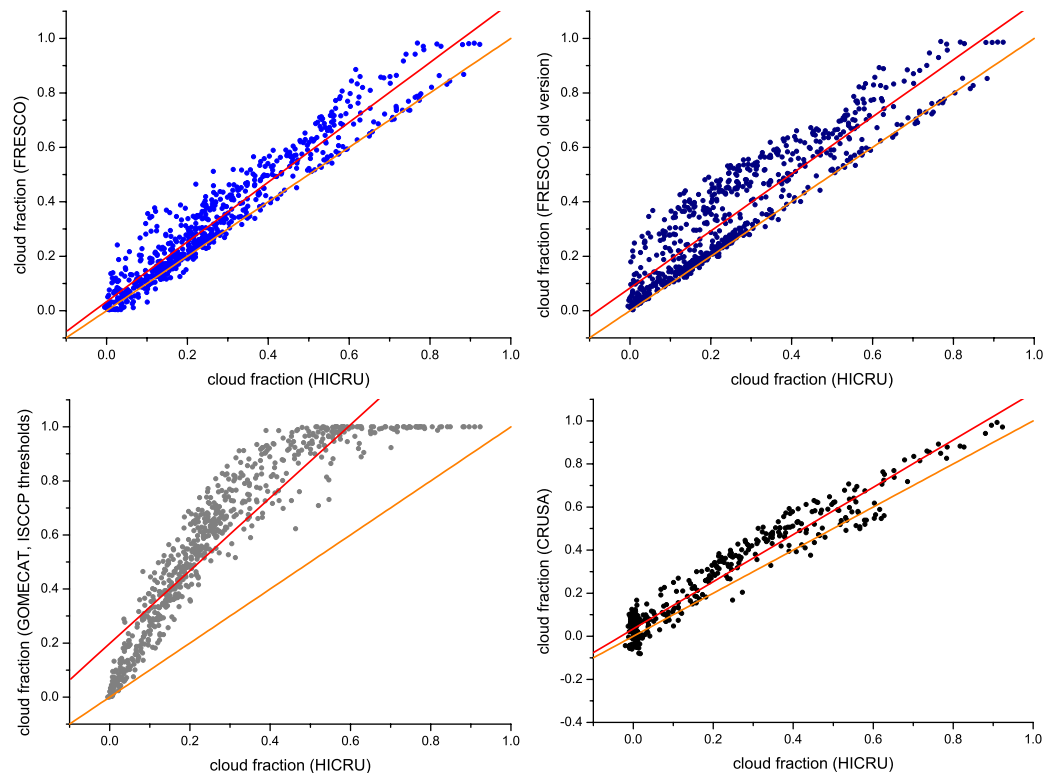 cloud fraction (FRESCO)
1.0
0.8
0.6
0.4
0.2
0.0
0.0 0.2 0.4 0.6 0.8 1.0
cloud fraction (HICRU)
cloud fraction (FRESCO, old version)
1.0
0.8
0.6
0.4
0.2
0.0
0.0 0.2 0.4 0.6 0.8 1.0
cloud fraction (HICRU)
cloud fraction (GOMECAT, ISCCP thresholds)
1.0
0.8
0.6
0.4
0.2
0.0
0.0 0.2 0.4 0.6 0.8 1.0
cloud fraction (HICRU)
cloud fraction (CRUSA)
1.0
0.8
0.6
0.4
0.2
0.0
-0.2
-0.4
0.0 0.2 0.4 0.6 0.8 1.0
cloud fraction (HICRU)